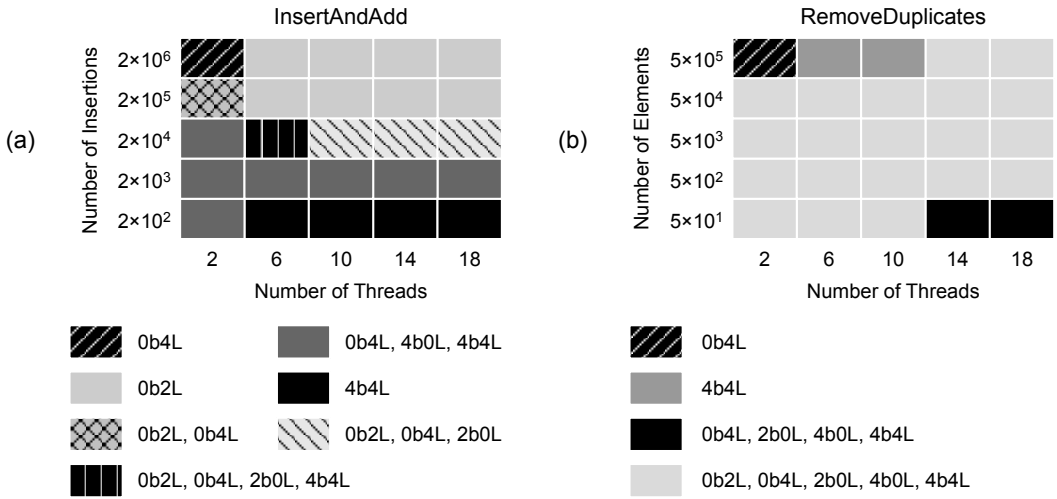 InsertAndAdd
(a)
Number of Insertions
2×10⁶
2×10⁵
2×10⁴
2×10³
2×10²
2 6 10 14 18
Number of Threads
0b4L
0b4L, 4b0L, 4b4L
0b2L
4b4L
0b2L, 0b4L
0b2L, 0b4L, 2b0L
0b2L, 0b4L, 2b0L, 4b4L
RemoveDuplicates
(b)
Number of Elements
5×10⁵
5×10⁴
5×10³
5×10²
5×10¹
2 6 10 14 18
Number of Threads
0b4L
4b4L
0b4L, 2b0L, 4b0L, 4b4L
0b2L, 0b4L, 2b0L, 4b0L, 4b4L